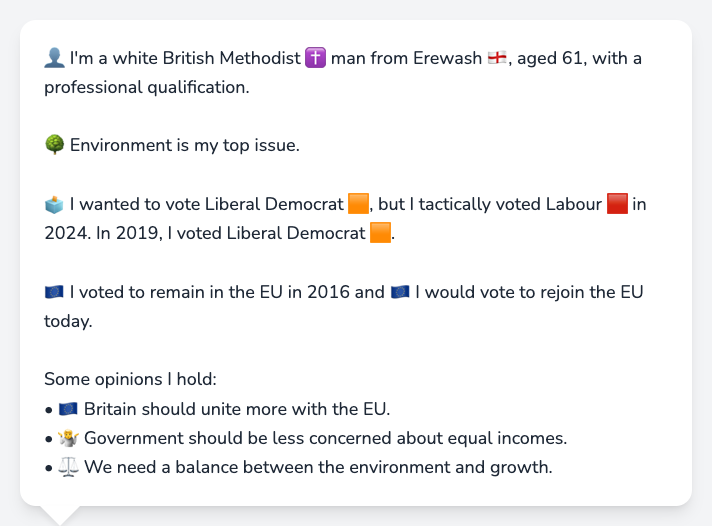 👤 I'm a white British Methodist ✝️ man from Erewash 🏴󠁧󠁢󠁥󠁮󠁧󠁿, aged 61, with a
professional qualification.
🌳 Environment is my top issue.
🗳️ I wanted to vote Liberal Democrat 🟧, but I tactically voted Labour 🟥 in
2024. In 2019, I voted Liberal Democrat 🟧.
🇪🇺 I voted to remain in the EU in 2016 and 🇪🇺 I would vote to rejoin the EU
today.
Some opinions I hold:
• 🇪🇺 Britain should unite more with the EU.
• 🤷 Government should be less concerned about equal incomes.
• ⚖️ We need a balance between the environment and growth.